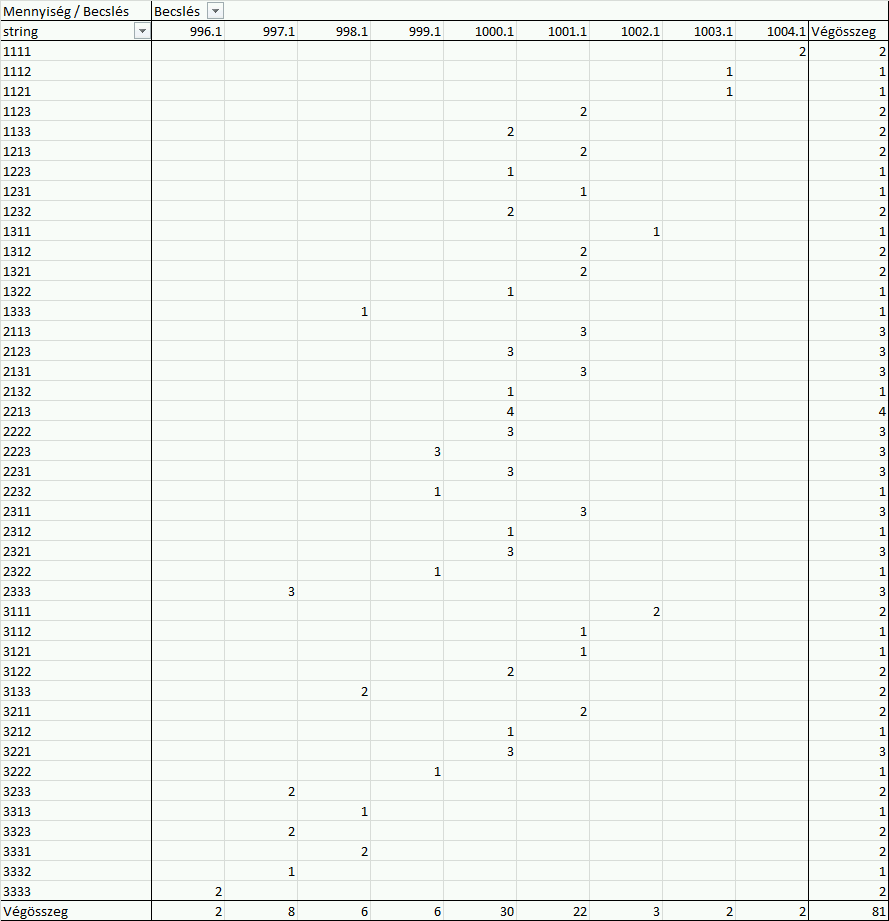 Mennyiség / Becslés Becslés
string 996.1 997.1 998.1 999.1 1000.1 1001.1 1002.1 1003.1 1004.1 Végösszeg
1111 2 2
1112 1 1
1121 1 1
1123 2 2
1133 2 2
1213 2 2
1223 1 1
1231 1 1
1232 2 2
1311 1 1
1312 2 2
1321 2 2
1322 1 1
1333 1 1
2113 3 3
2123 3 3
2131 3 3
2132 1 1
2213 4 4
2222 3 3
2223 3 3
2231 3 3
2232 1 1
2311 3 3
2312 1 1
2321 3 3
2322 1 1
2333 3 3
3111 2 2
3112 1 1
3121 1 1
3122 2 2
3133 2 2
3211 2 2
3212 1 1
3221 3 3
3222 1 1
3233 2 2
3313 1 1
3323 2 2
3331 2 2
3332 1 1
3333 2 2
Végösszeg 2 8 6 6 30 22 3 2 2 81